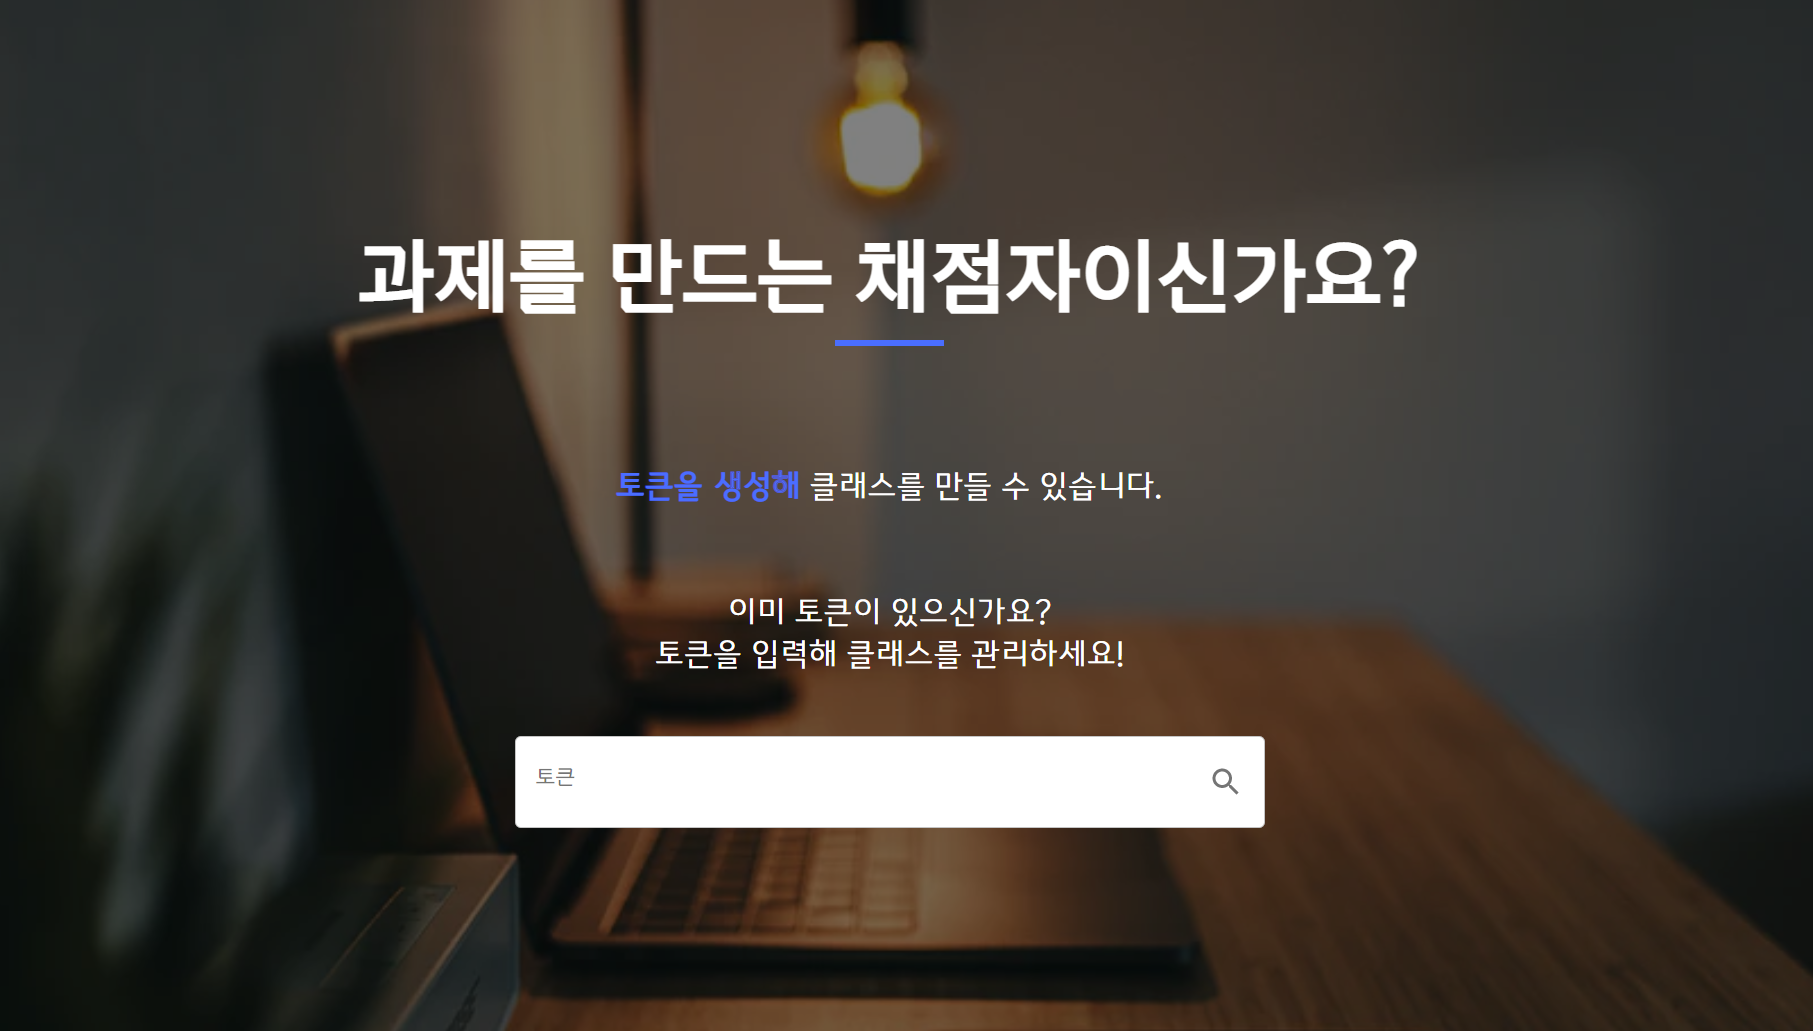 과제를 만드는 채점자이신가요?
토큰을 생성해 클래스를 만들 수 있습니다.
이미 토큰이 있으신가요?
토큰을 입력해 클래스를 관리하세요!
토큰